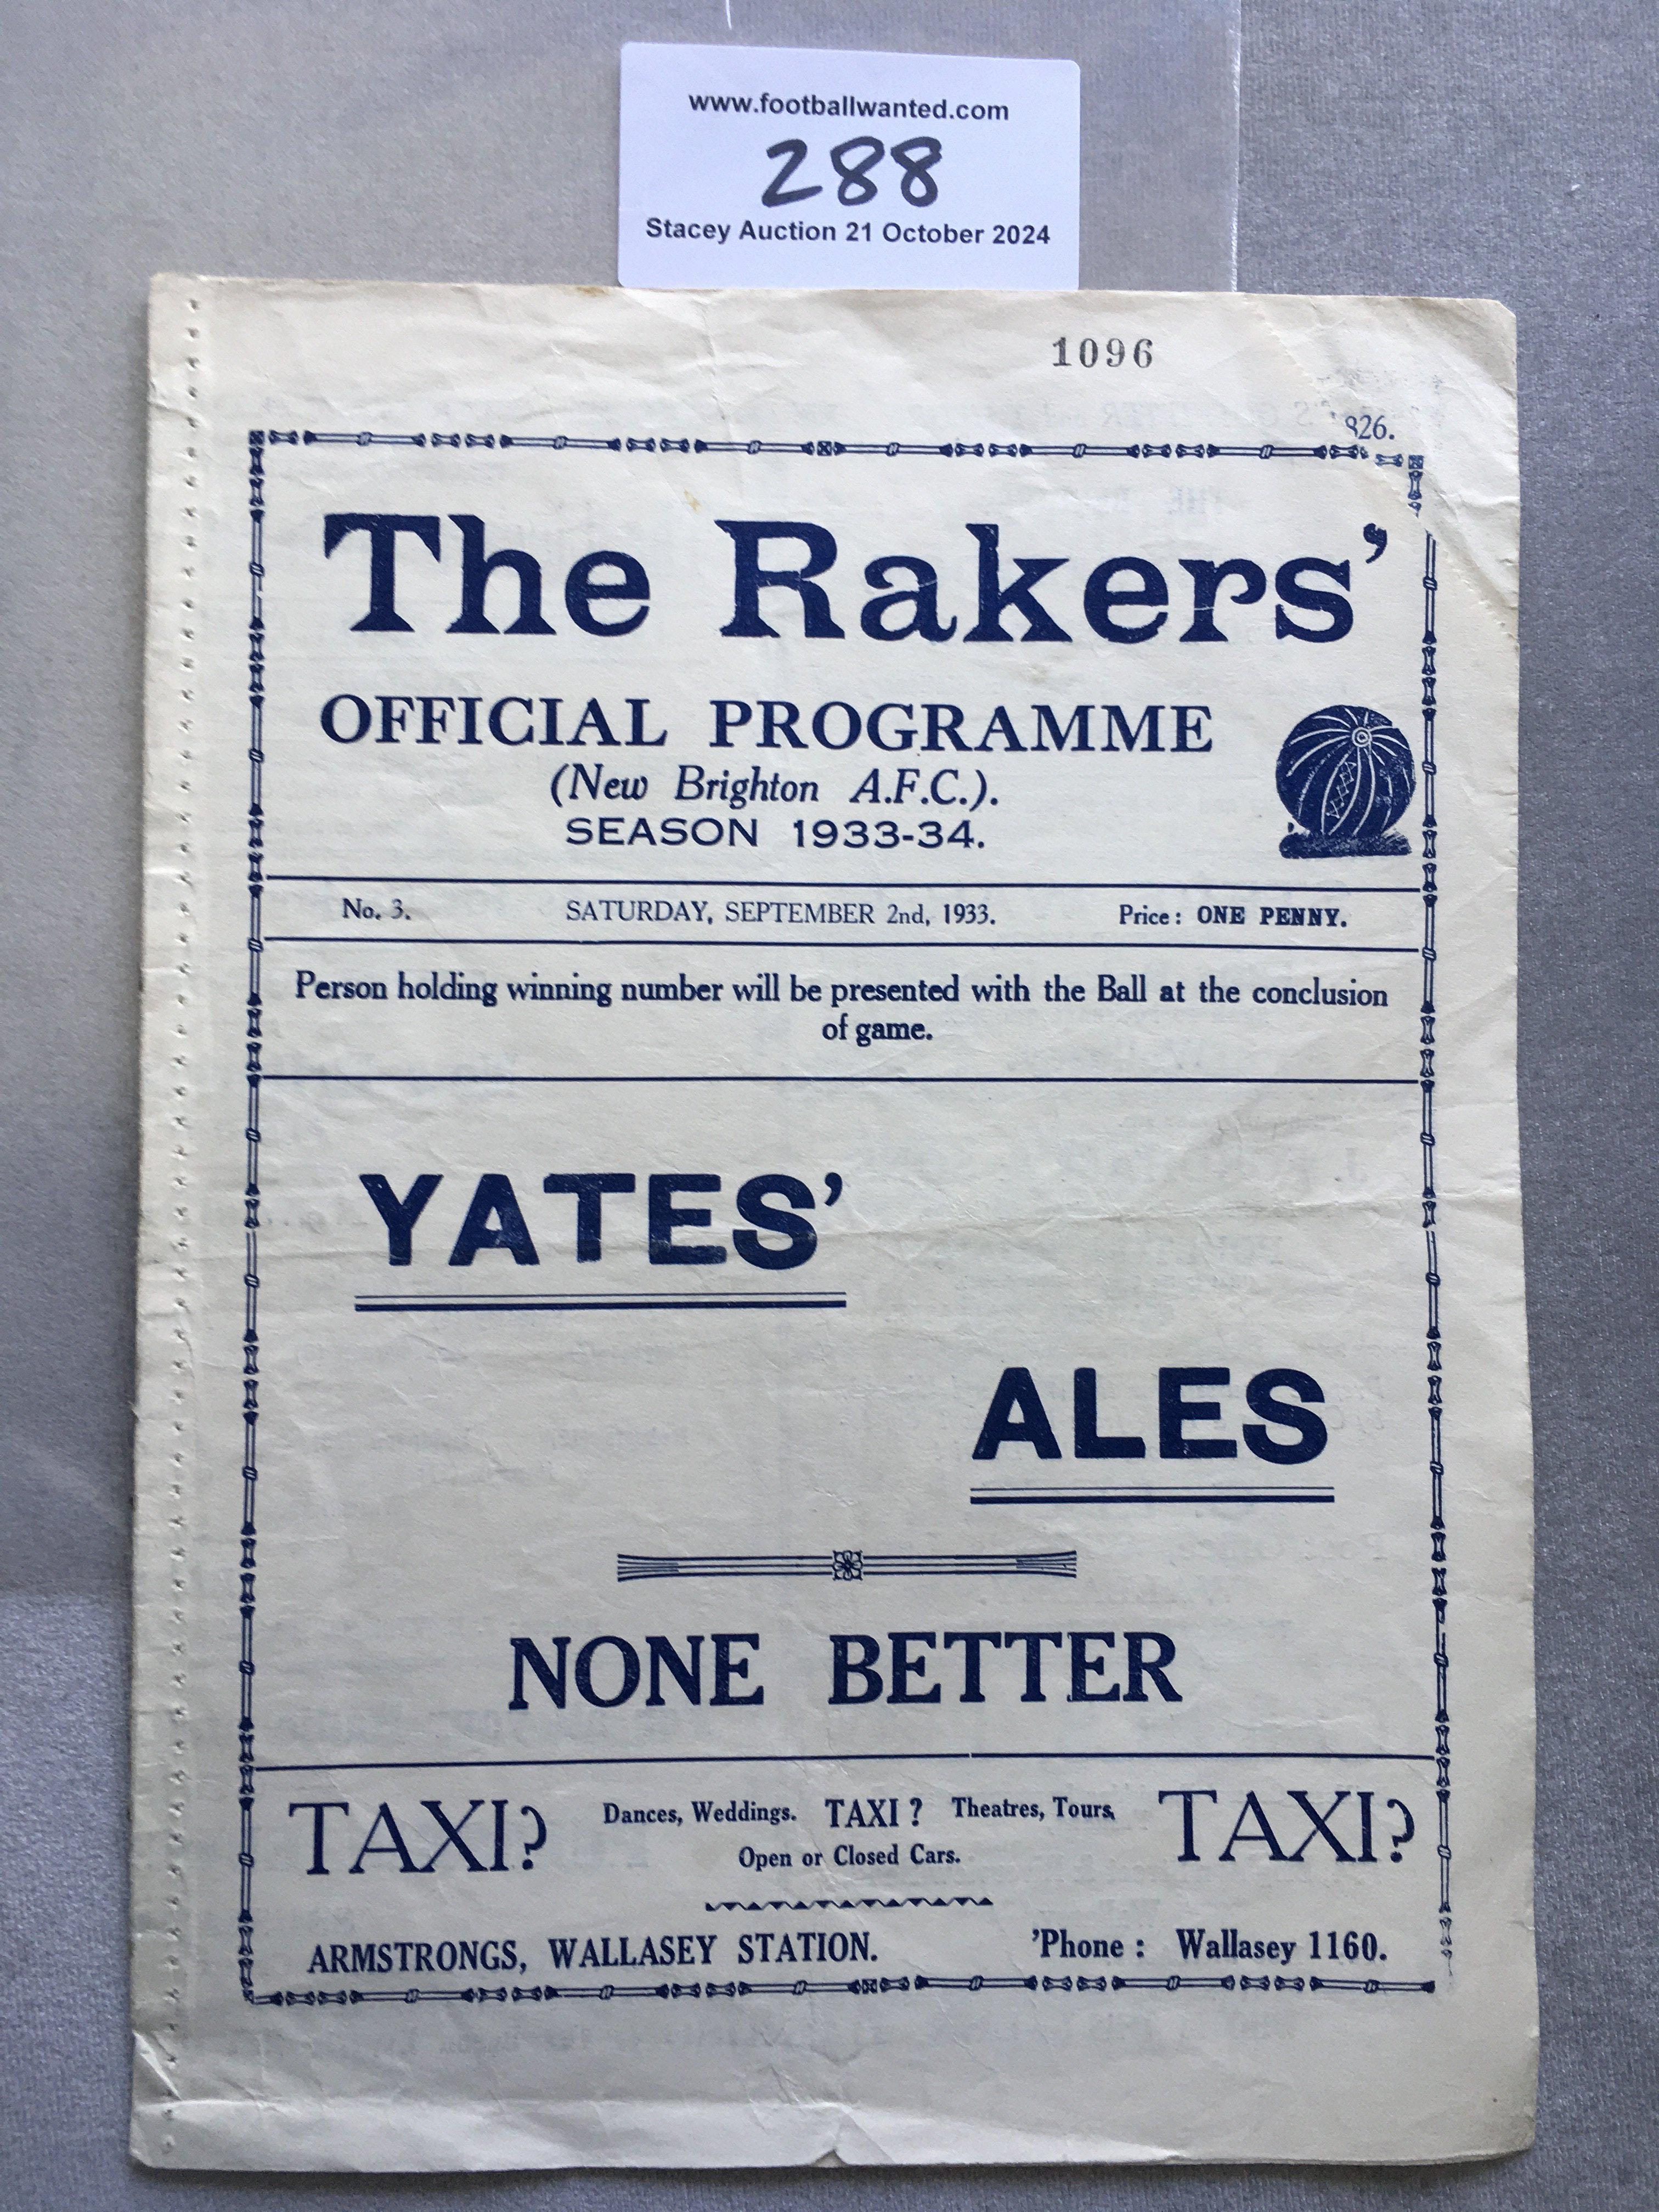 www.footballwanted.com
288
Stacey Auction 21 October 2024
1096
826.
The Rakers'
OFFICIAL PROGRAMME
(New Brighton A.F.C.).
SEASON 1933-34.
No. 3. SATURDAY, SEPTEMBER 2nd, 1933. Price: ONE PENNY.
Person holding winning number will be presented with the Ball at the conclusion
of game.
YATES'
ALES
NONE BETTER
TAXI? Dances, Weddings. TAXI? Theatres, Tours, TAXI?
Open or Closed Cars.
ARMSTRONGS, WALLASEY STATION. 'Phone: Wallasey 1160.